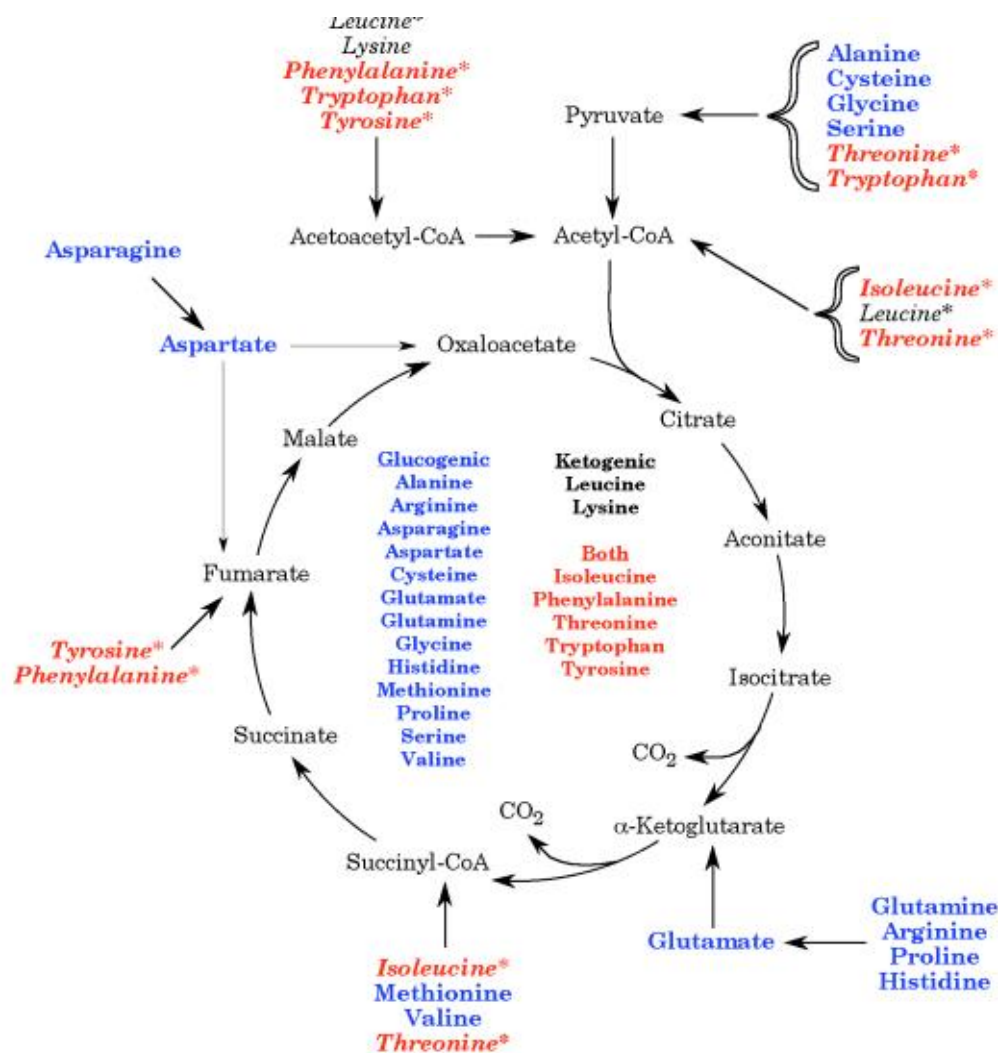 Leucine*
Lysine
Phenylalanine*
Tryptophan*
Tyrosine*
Pyruvate
Alanine
Cysteine
Glycine
Serine
Threonine*
Tryptophan*
Acetoacetyl-CoA
Acetyl-CoA
Isoleucine*
Leucine*
Threonine*
Asparagine
Aspartate
Oxaloacetate
Citrate
Malate
Glucogenic
Alanine
Arginine
Asparagine
Aspartate
Cysteine
Glutamate
Glutamine
Glycine
Histidine
Methionine
Proline
Serine
Valine
Ketogenic
Leucine
Lysine
Both
Isoleucine
Phenylalanine
Threonine
Tryptophan
Tyrosine
Aconitate
Fumarate
Tyrosine*
Phenylalanine*
Isocitrate
Succinate
CO2
CO2
α-Ketoglutarate
Succinyl-CoA
Glutamate
Glutamine
Arginine
Proline
Histidine
Isoleucine*
Methionine
Valine
Threonine*